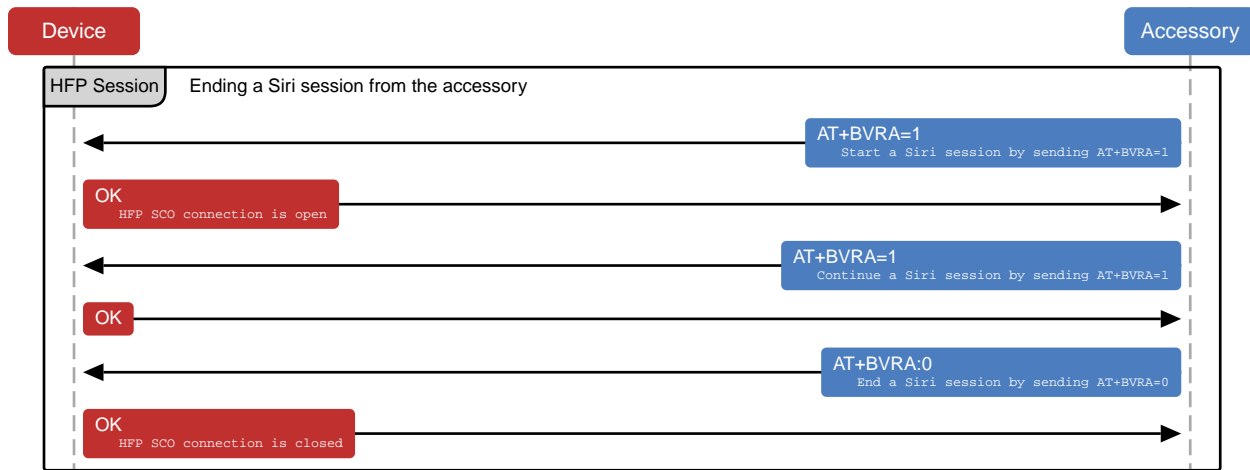 Device
Accessory
HFP Session
Ending a Siri session from the accessory
AT+BVRA=1
Start a Siri session by sending AT+BVRA=1
OK
HFP SCO connection is open
AT+BVRA=1
Continue a Siri session by sending AT+BVRA=1
OK
AT+BVRA:0
End a Siri session by sending AT+BVRA=0
OK
HFP SCO connection is closed